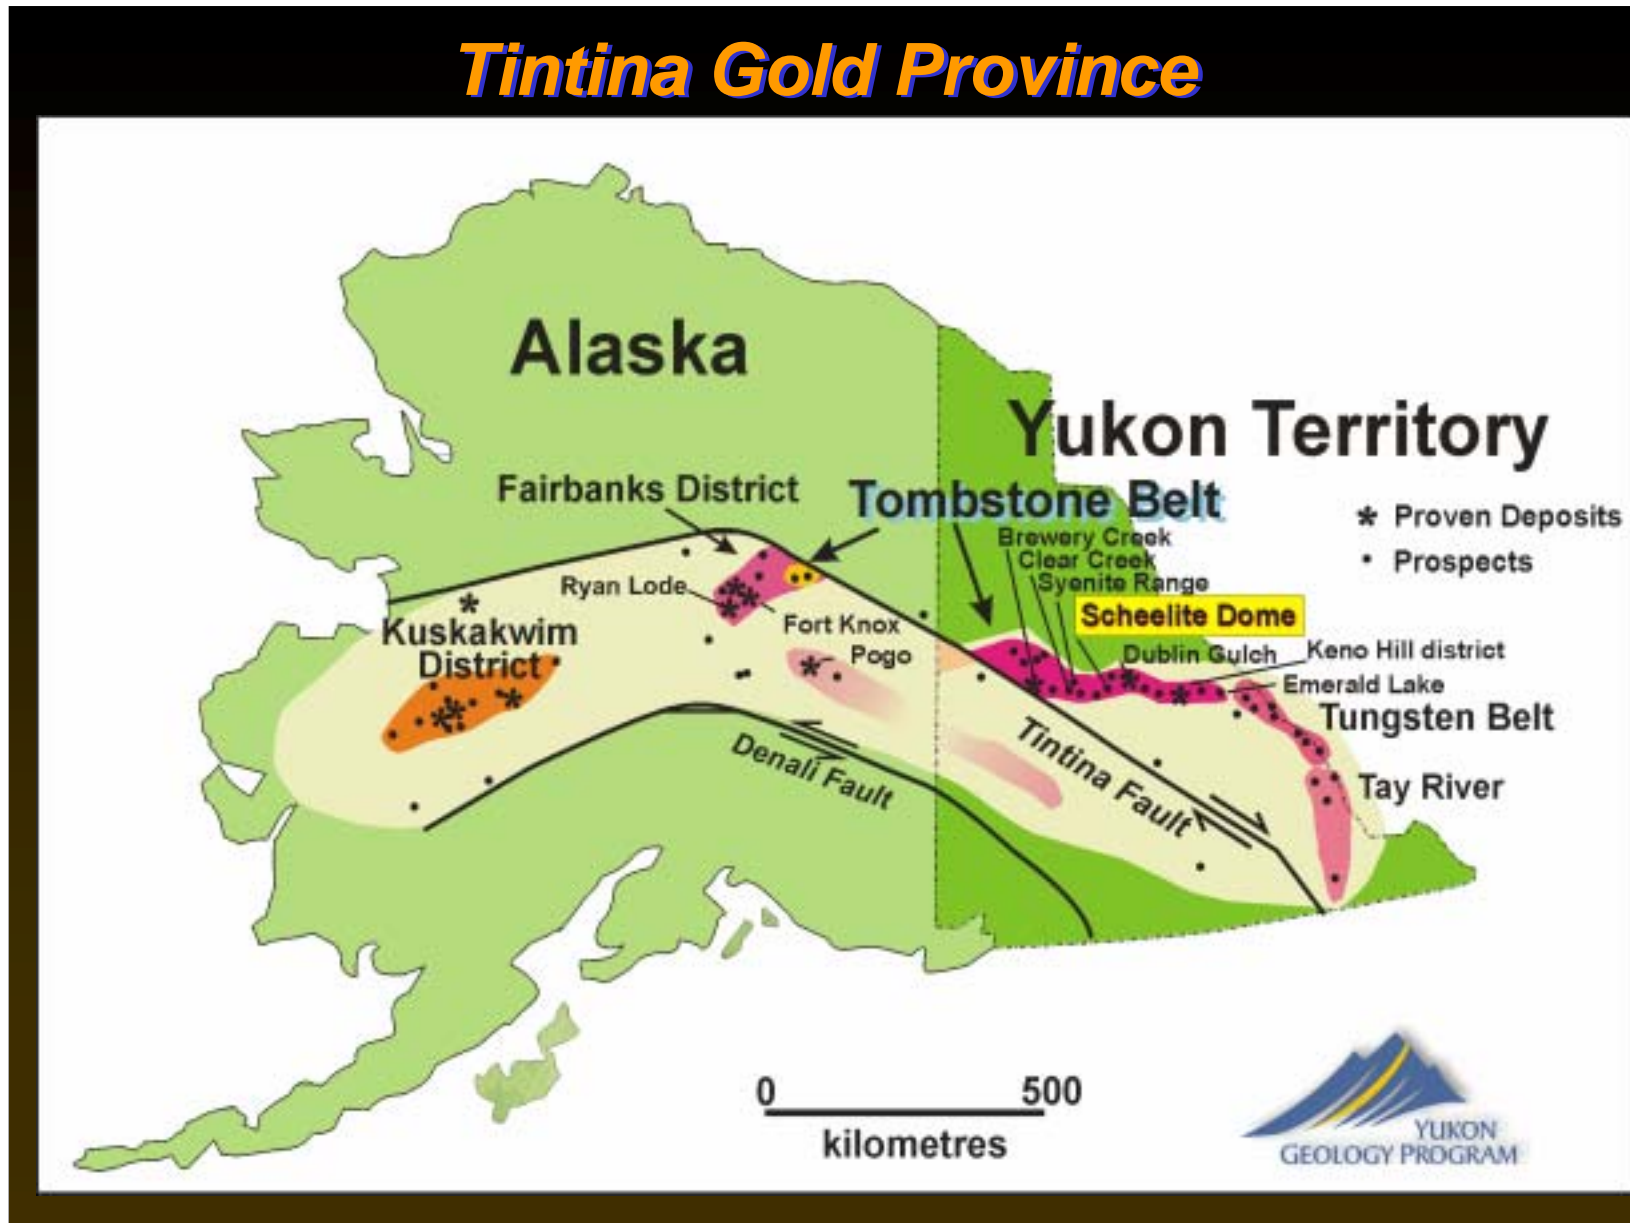 Tintina Gold Province
Alaska
Yukon Territory
Fairbanks District
Tombstone Belt
* Proven Deposits
• Prospects
Brewery Creek
Clear Creek
Syenite Range
Scheelite Dome
Ryan Lode
Fort Knox
Kuskakwim
District
Pogo
Dublin Gulch
Keno Hill district
Emerald Lake
Tungsten Belt
Denali Fault
Tintina Fault
Tay River
0 500
kilometres
YUKON
GEOLOGY PROGRAM